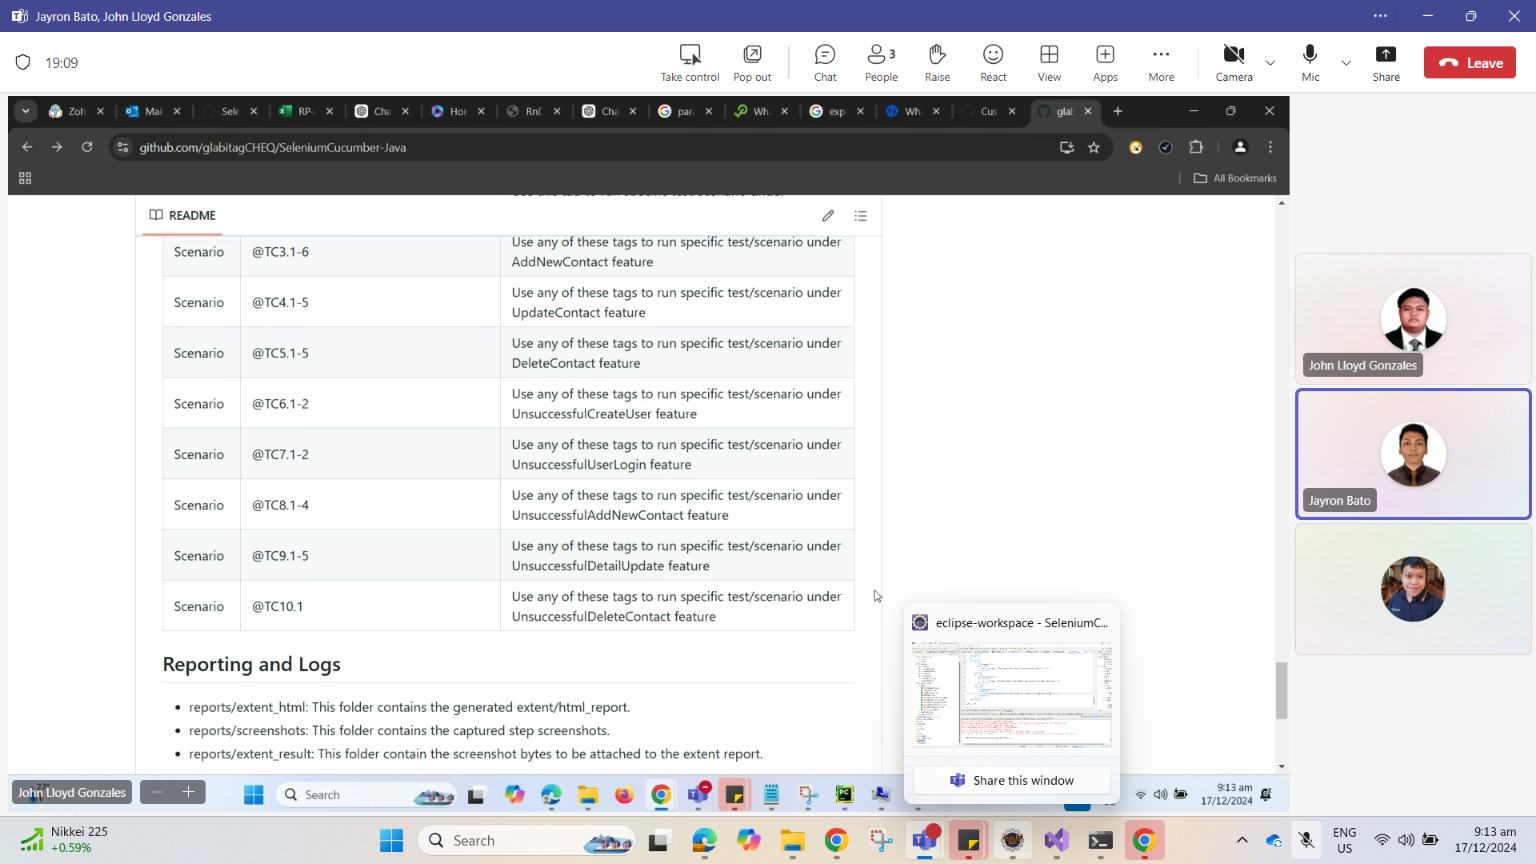 Jayron Bato, John Lloyd Gonzales
19:09
Take control
Pop out
Chat
3
People
Raise
React
View
Apps
More
Camera
Mic
Share
Leave
Zoh
Mai
Sele
RP-
Cha
Hor
RnD
Cha
par
Wh
exp
Wha
Cus
glab
github.com/glabitagCHEQ/SeleniumCucumber-Java
All Bookmarks
README
Scenario @TC3.1-6 Use any of these tags to run specific test/scenario under
AddNewContact feature
Scenario @TC4.1-5 Use any of these tags to run specific test/scenario under
UpdateContact feature
Scenario @TC5.1-5 Use any of these tags to run specific test/scenario under
DeleteContact feature
Scenario @TC6.1-2 Use any of these tags to run specific test/scenario under
UnsuccessfulCreateUser feature
Scenario @TC7.1-2 Use any of these tags to run specific test/scenario under
UnsuccessfulUserLogin feature
Scenario @TC8.1-4 Use any of these tags to run specific test/scenario under
UnsuccessfulAddNewContact feature
Scenario @TC9.1-5 Use any of these tags to run specific test/scenario under
UnsuccessfulDetailUpdate feature
Scenario @TC10.1 Use any of these tags to run specific test/scenario under
UnsuccessfulDeleteContact feature
Reporting and Logs
• reports/extent_html: This folder contains the generated extent/html_report.
• reports/screenshots: This folder contains the captured step screenshots.
• reports/extent_result: This folder contain the screenshot bytes to be attached to the extent report.
eclipse-workspace - SeleniumC...
Share this window
John Lloyd Gonzales
Jayron Bato
John Lloyd Gonzales
Search
9:13 am
17/12/2024
Nikkei 225
+0.59%
Search
ENG
US
9:13 am
17/12/2024